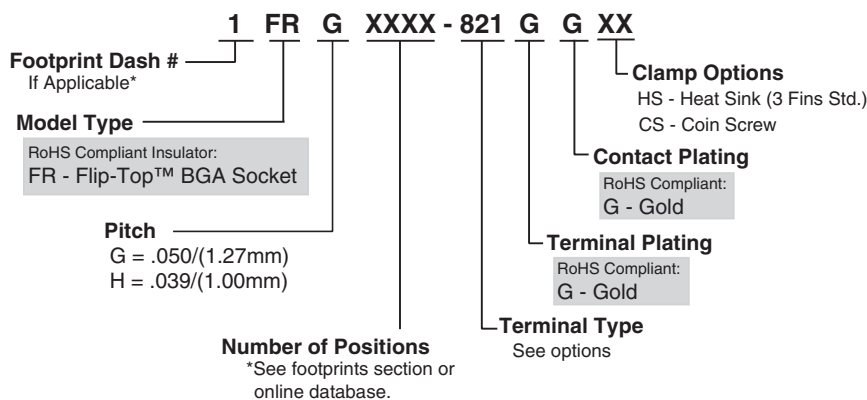 1 FR G XXXX - 821 G G XX
Footprint Dash #
If Applicable*
Model Type
RoHS Compliant Insulator:
FR - Flip-Top™ BGA Socket
Pitch
G = .050/(1.27mm)
H = .039/(1.00mm)
Number of Positions
*See footprints section or
online database.
Terminal Type
See options
Terminal Plating
RoHS Compliant:
G - Gold
Contact Plating
RoHS Compliant:
G - Gold
Clamp Options
HS - Heat Sink (3 Fins Std.)
CS - Coin Screw